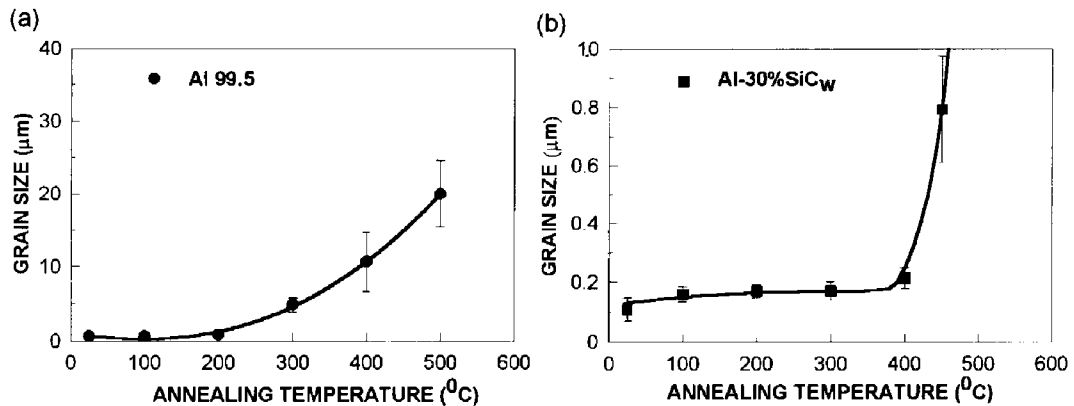 (a)
40
30
20
10
0
GRAIN SIZE (μm)
Al 99.5
0 100 200 300 400 500 600
ANNEALING TEMPERATURE (⁰C)
(b)
1.0
0.8
0.6
0.4
0.2
0
GRAIN SIZE (μm)
Al-30%SiCw
0 100 200 300 400 500 600
ANNEALING TEMPERATURE (⁰C)